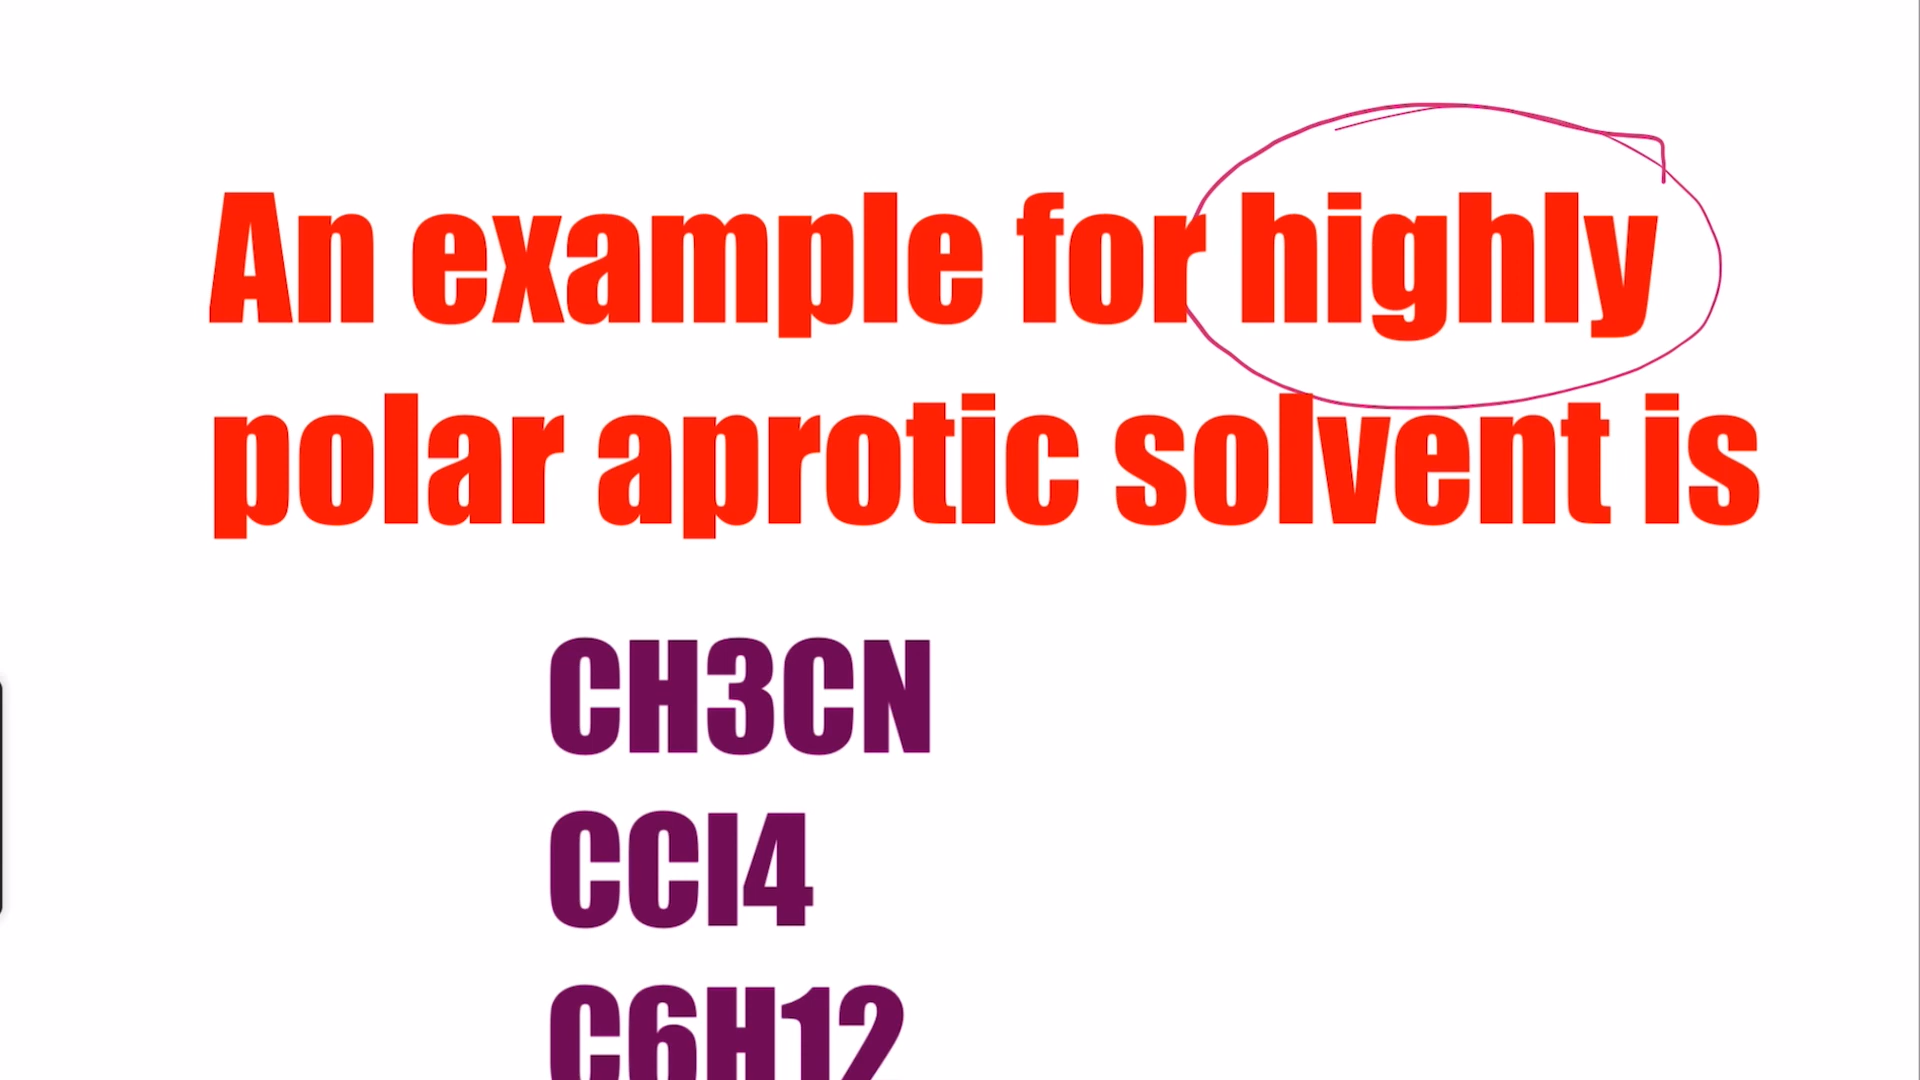 An example for highly
polar aprotic solvent is
CH3CN
CCl4
C6H12